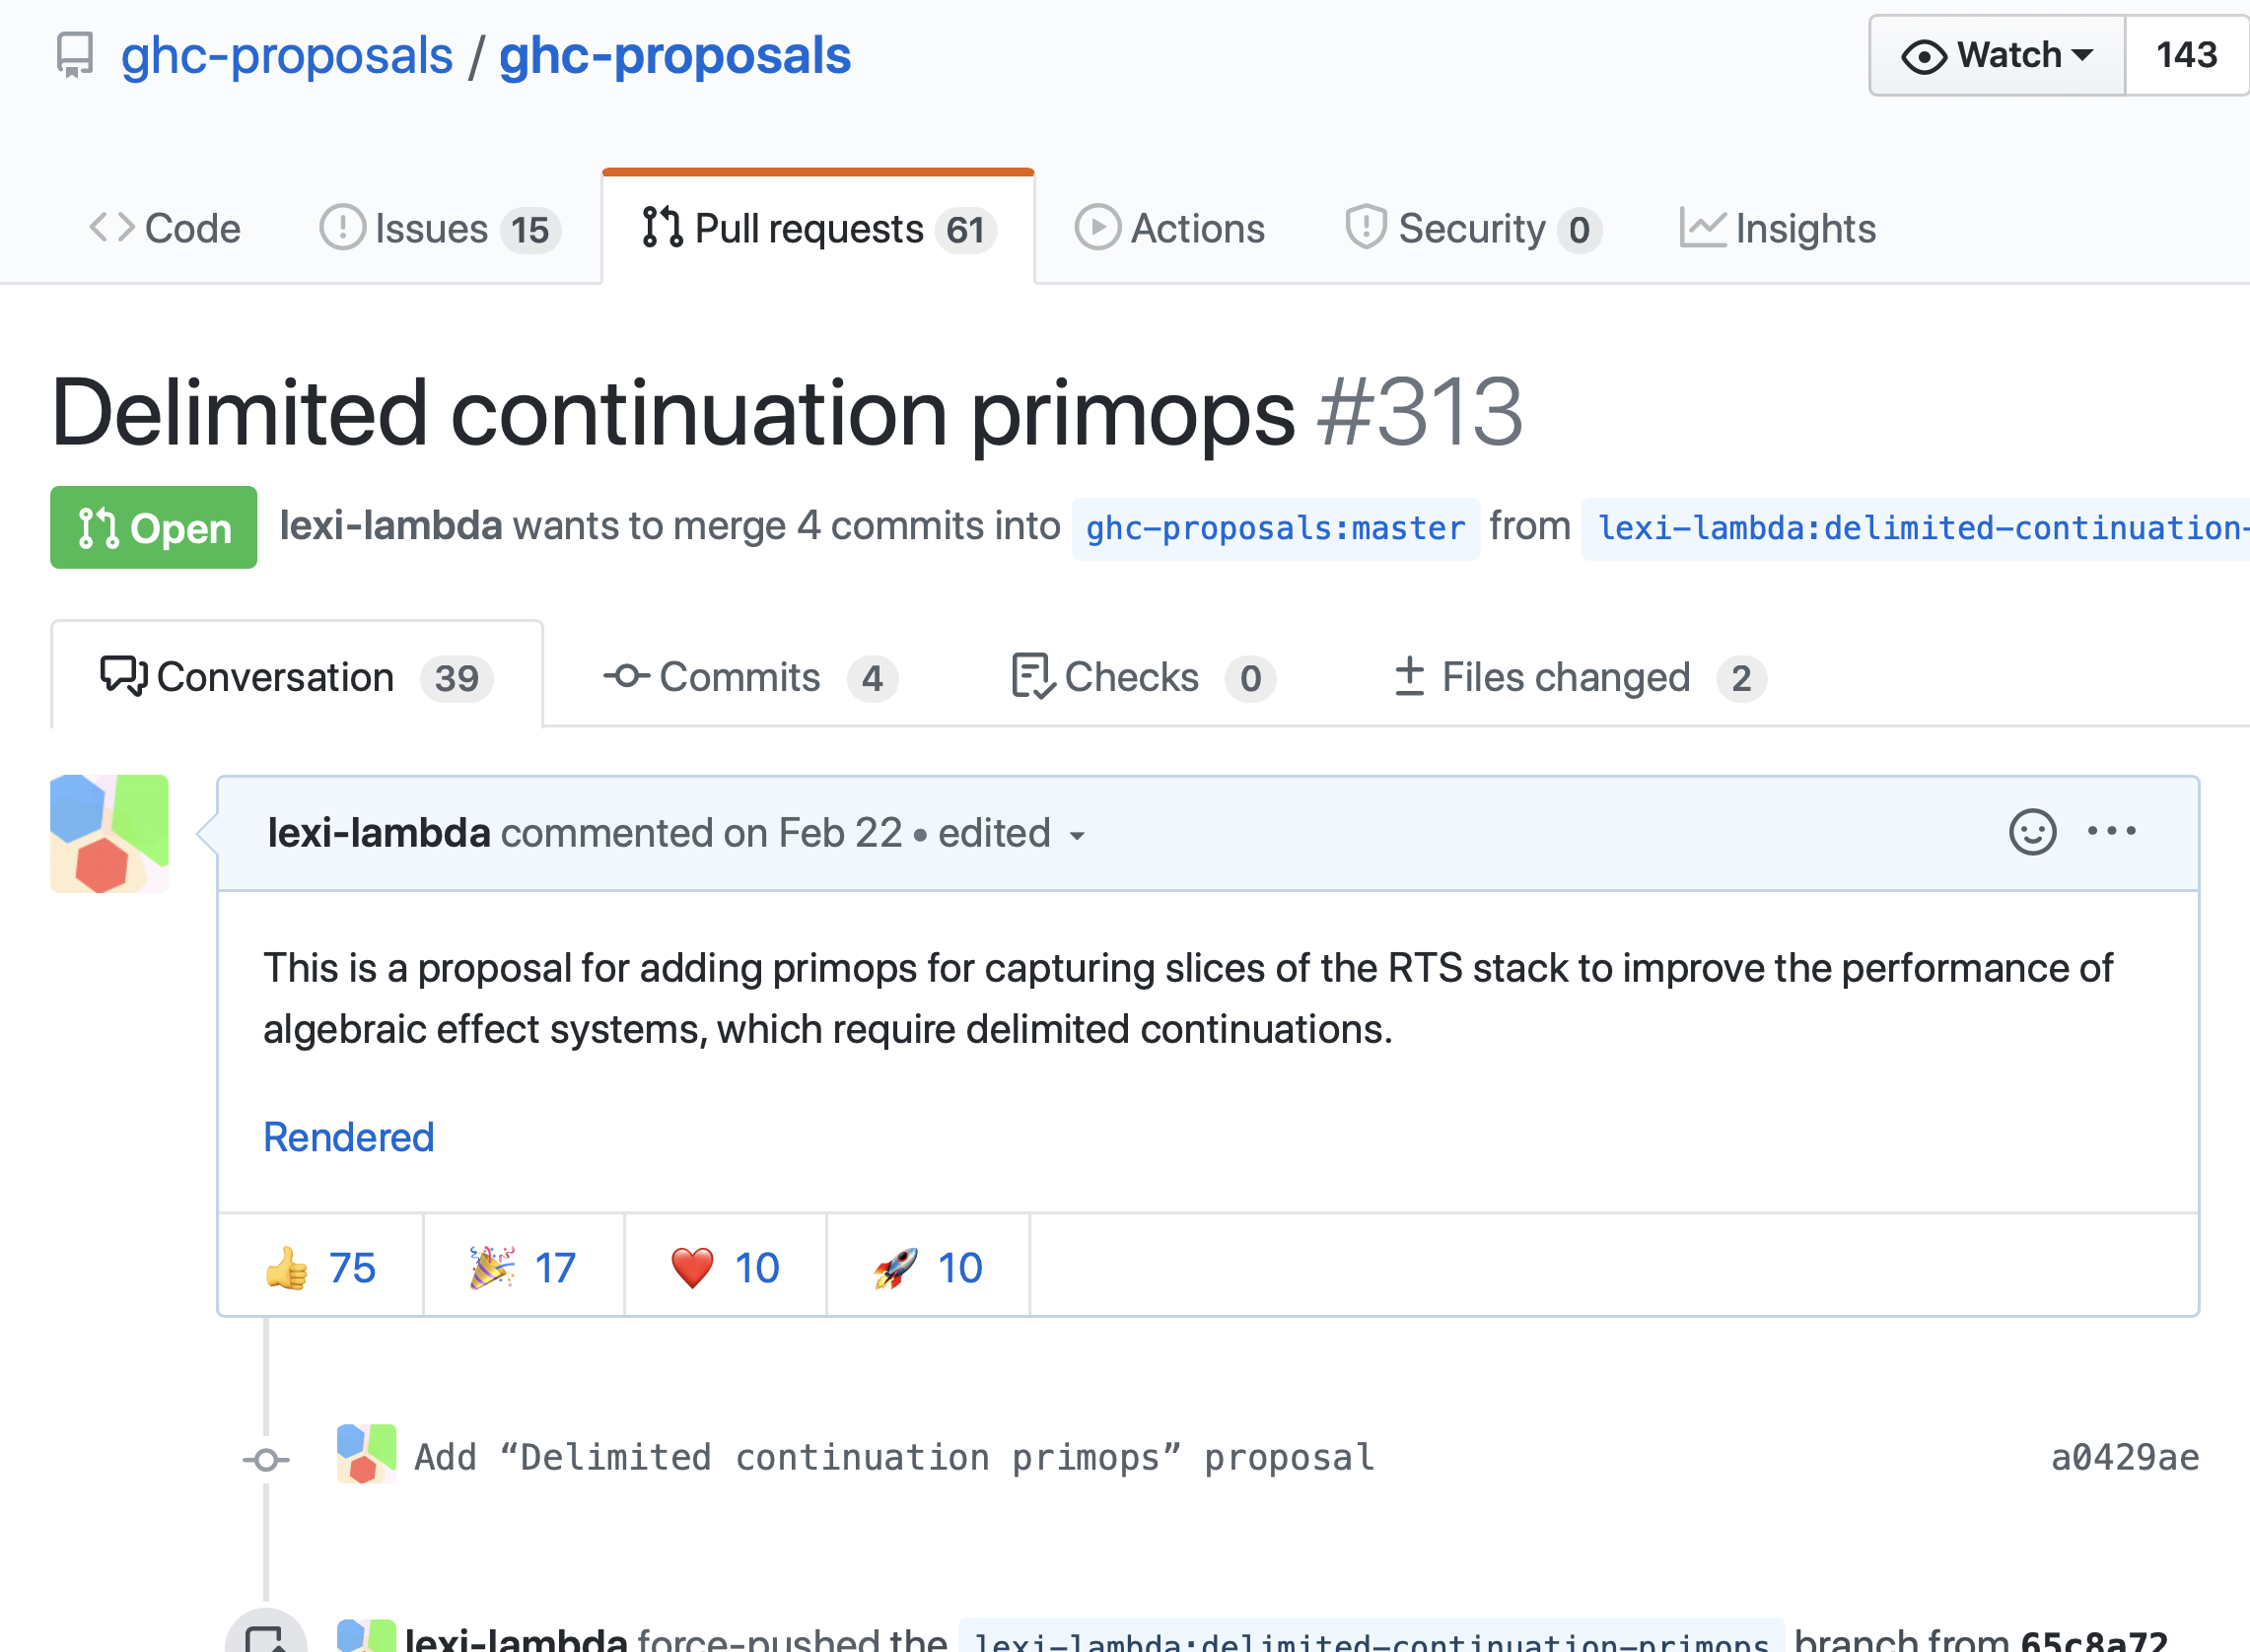 ghc-proposals / ghc-proposals
Watch 143
Code Issues 15 Pull requests 61 Actions Security 0 Insights
Delimited continuation primops #313
Open lexi-lambda wants to merge 4 commits into ghc-proposals:master from lexi-lambda:delimited-continuation-
Conversation 39 Commits 4 Checks 0 Files changed 2
lexi-lambda commented on Feb 22 • edited
This is a proposal for adding primops for capturing slices of the RTS stack to improve the performance of
algebraic effect systems, which require delimited continuations.
Rendered
👍 75 🎉 17 ❤️ 10 🚀 10
Add “Delimited continuation primops” proposal a0429ae
lexi-lambda force-pushed the lexi-lambda:delimited-continuation-primops branch from 65c8a72